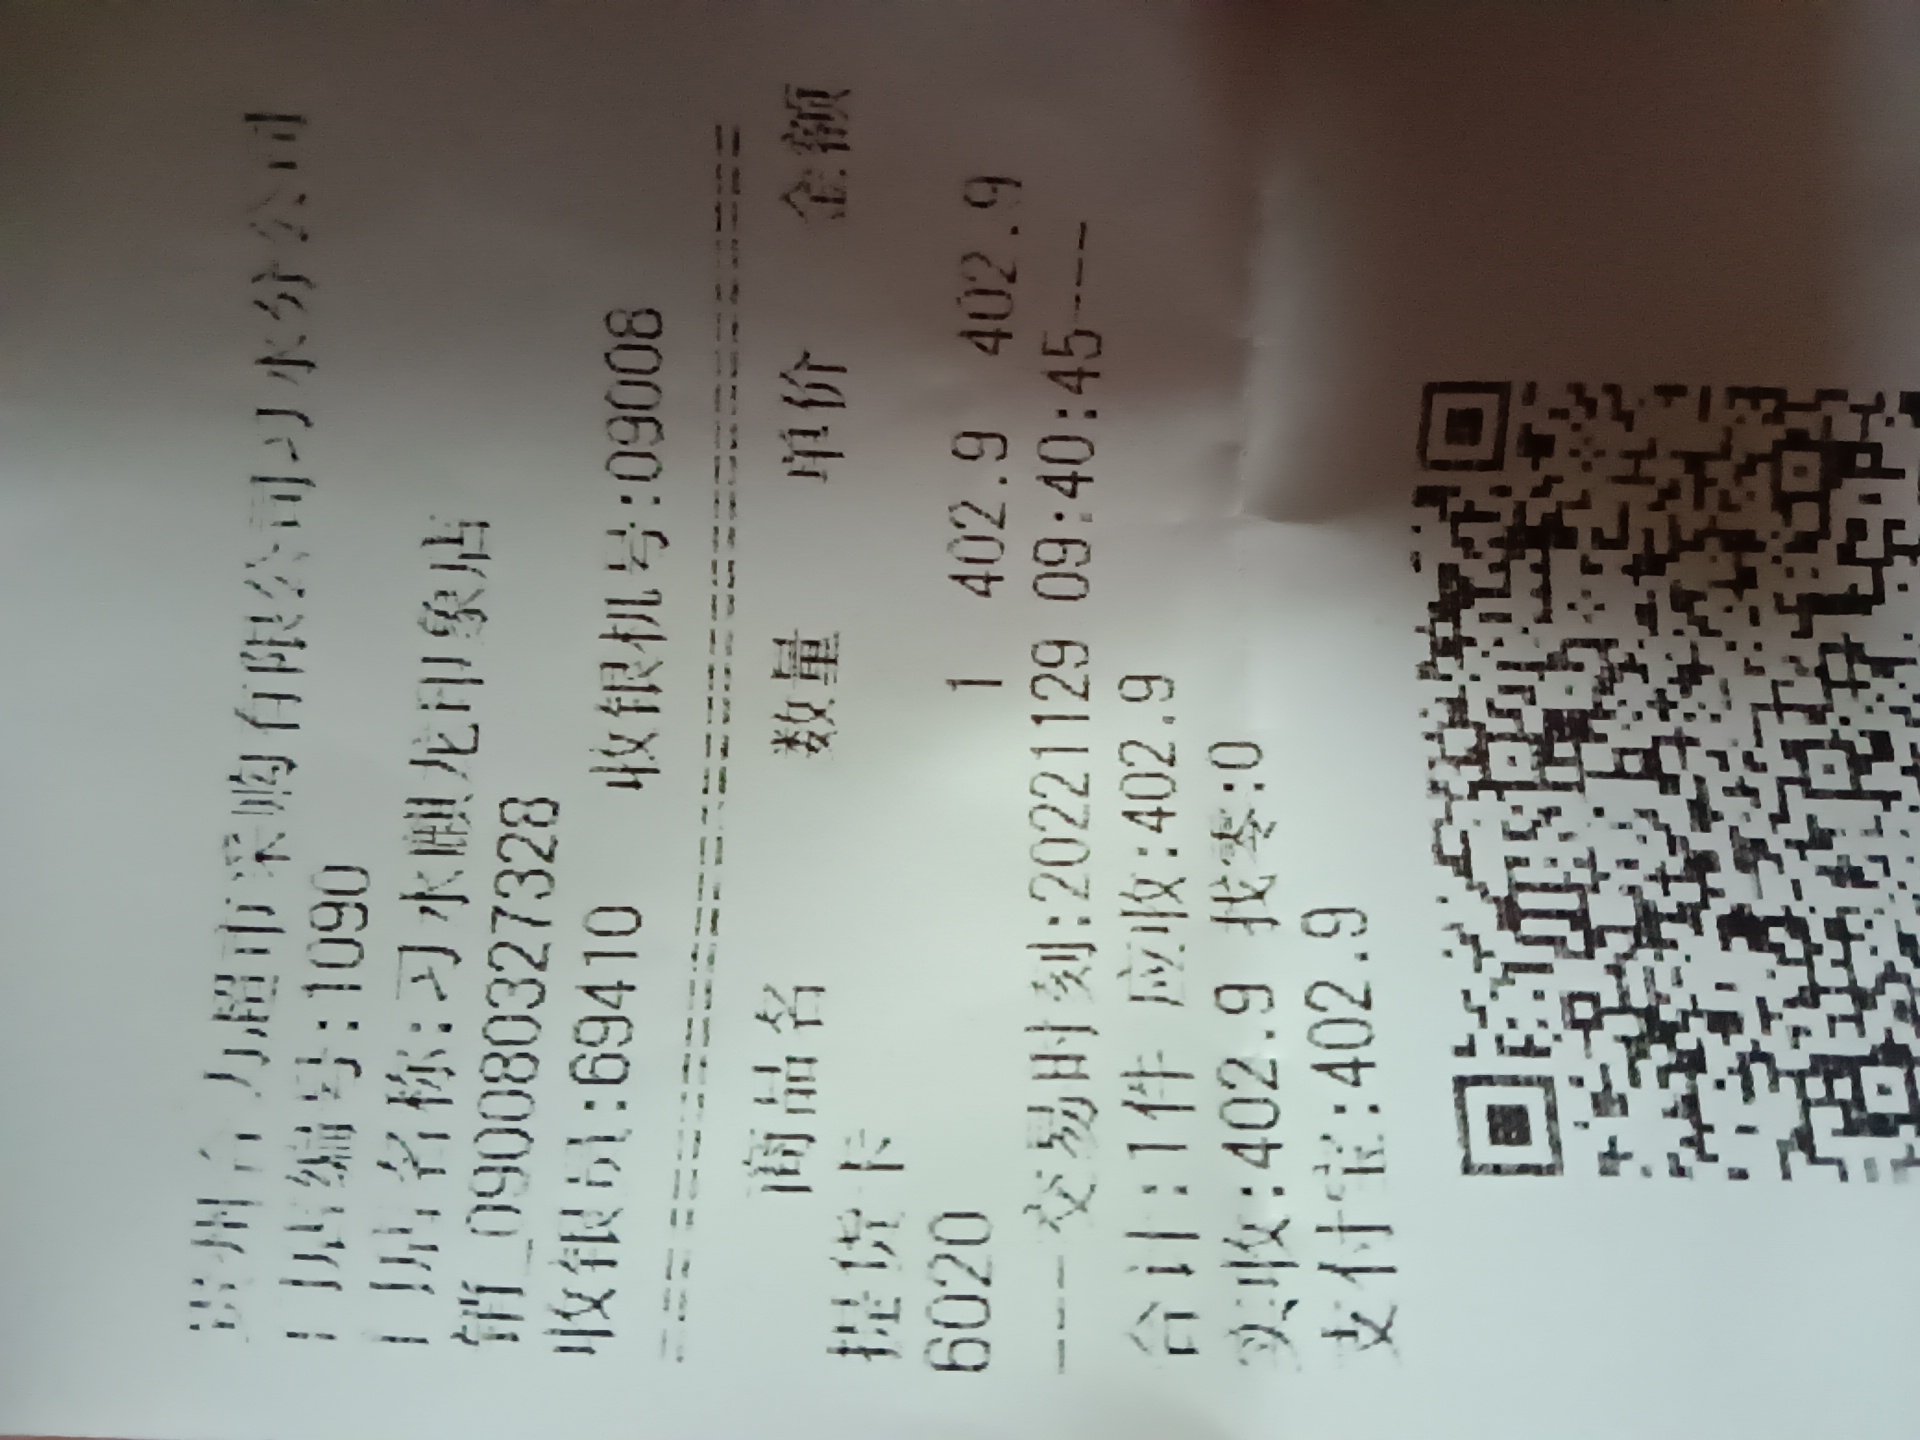 贵州合力超市采购有限公司习水分公司
门店编号:1090
门店名称:习水麒龙印象店
销_09008032​7328
收银员:69410 收银机号:09008
================================
商品名 数量 单价 金额
提货卡
6020 1 402.9 402.9
----交易时刻:20221129 09:40:45---
合计:1件 应收:402.9
实收:402.9 找零:0
支付宝:402.9